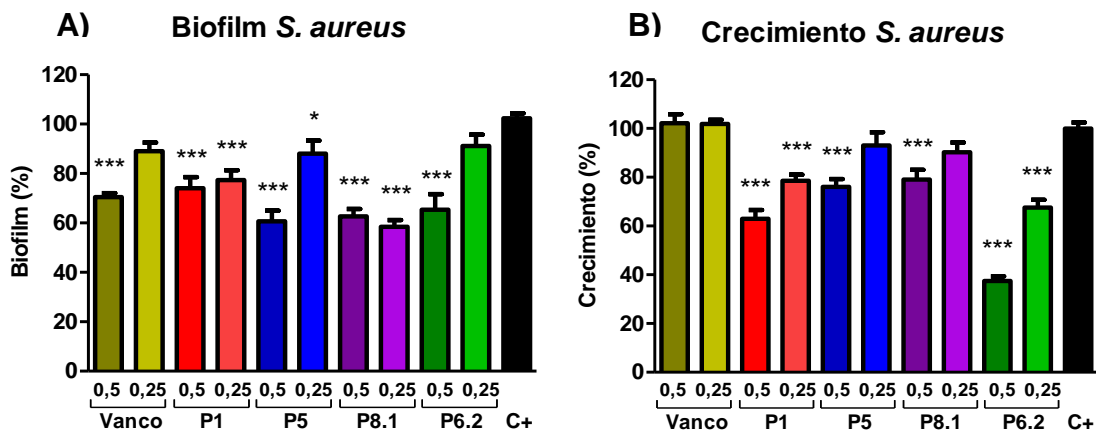 A) Biofilm S. aureus
Biofilm (%)
120
100
80
60
40
20
0
*** *** *** *** * *** *** ***
0,5 0,25 0,5 0,25 0,5 0,25 0,5 0,25 0,5 0,25
Vanco P1 P5 P8.1 P6.2 C+
B) Crecimiento S. aureus
Crecimiento (%)
120
100
80
60
40
20
0
*** *** *** *** *** ***
0,5 0,25 0,5 0,25 0,5 0,25 0,5 0,25 0,5 0,25
Vanco P1 P5 P8.1 P6.2 C+